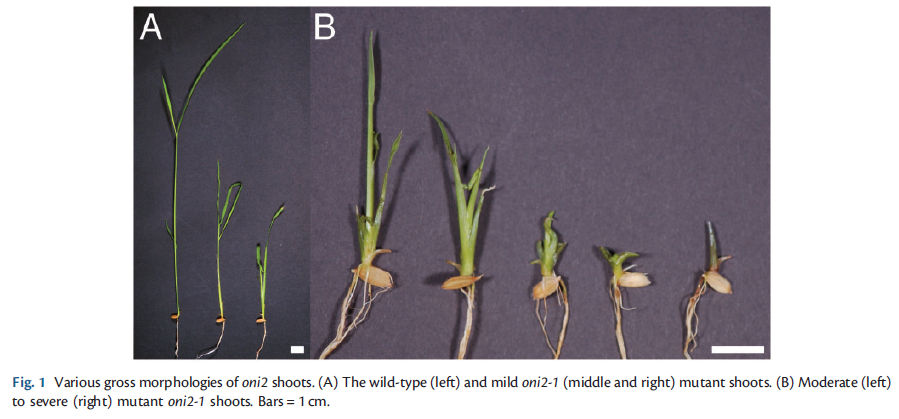 A
B
Fig. 1 Various gross morphologies of oni2 shoots. (A) The wild-type (left) and mild oni2-1 (middle and right) mutant shoots. (B) Moderate (left)
to severe (right) mutant oni2-1 shoots. Bars = 1 cm.